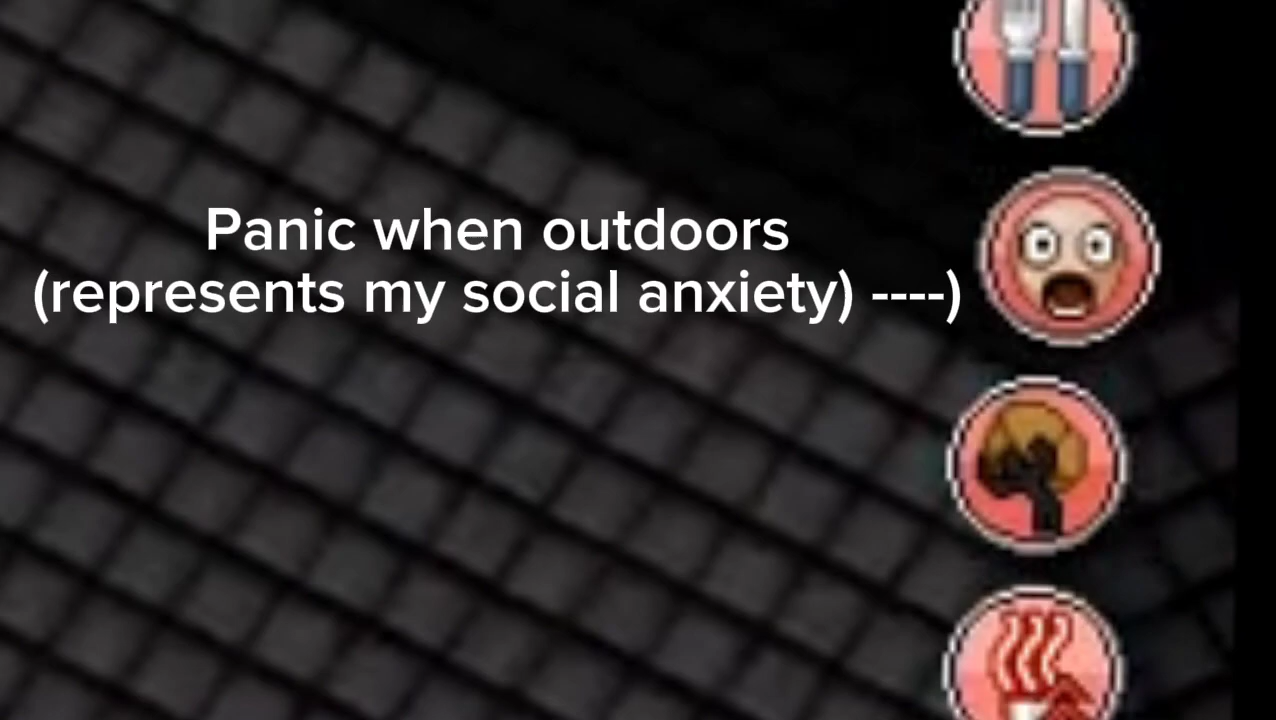 Panic when outdoors
(represents my social anxiety) ----)